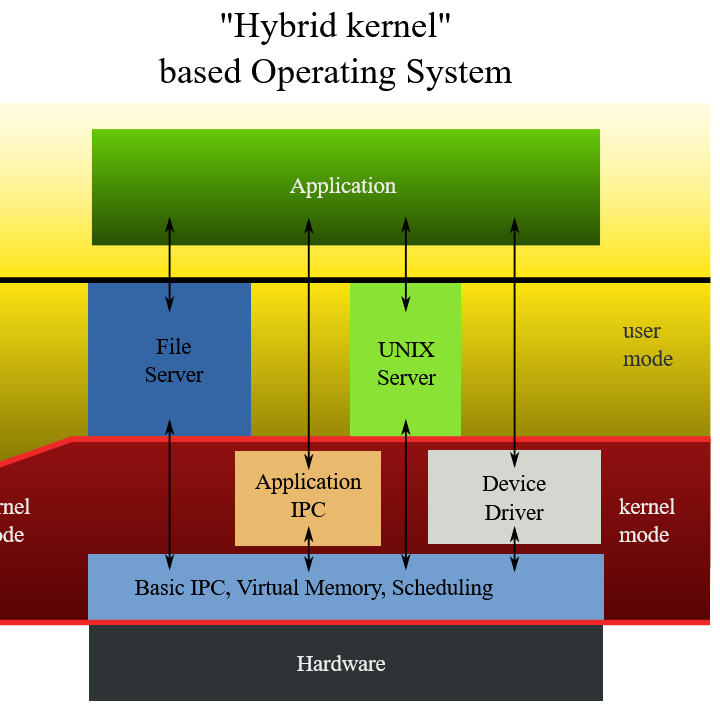 "Hybrid kernel"
based Operating System
Application
File
Server
UNIX
Server
user
mode
Application
IPC
Device
Driver
kernel
mode
Basic IPC, Virtual Memory, Scheduling
Hardware